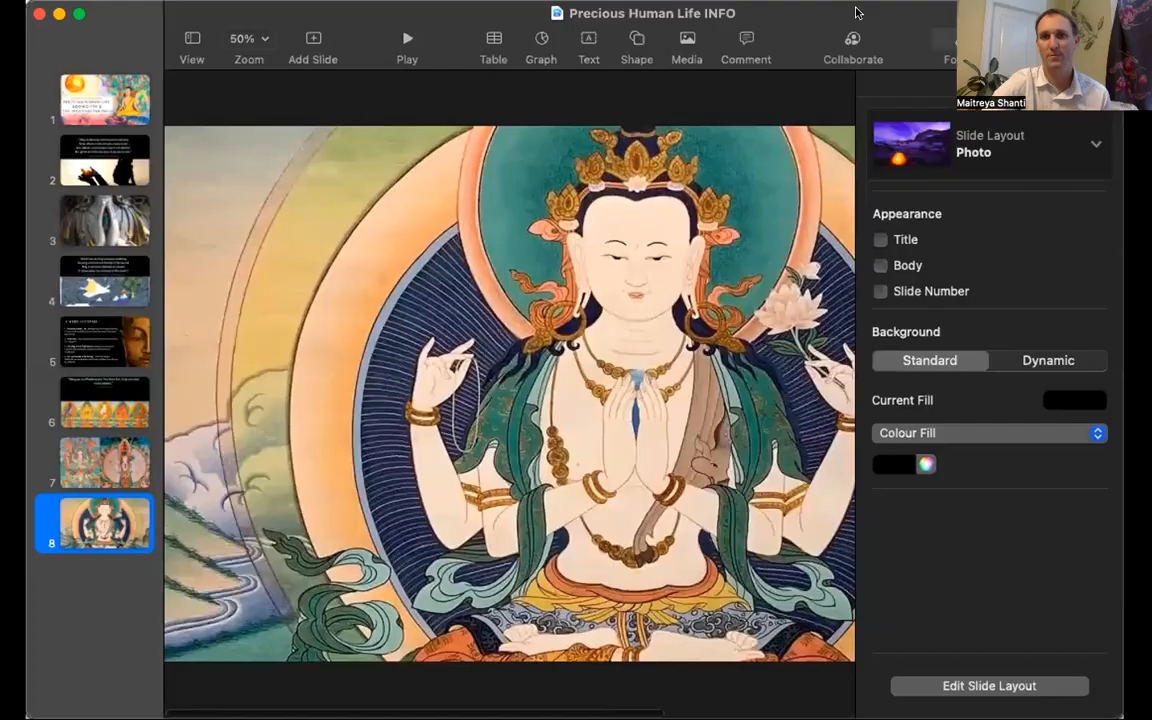 Precious Human Life INFO
View
50%
Zoom
Add Slide
Play
Table
Graph
Text
Shape
Media
Comment
Collaborate
Fo
Maitreya Shanti
1
2
3
4
5
6
7
8
Slide Layout
Photo
Appearance
Title
Body
Slide Number
Background
Standard
Dynamic
Current Fill
Colour Fill
Edit Slide Layout